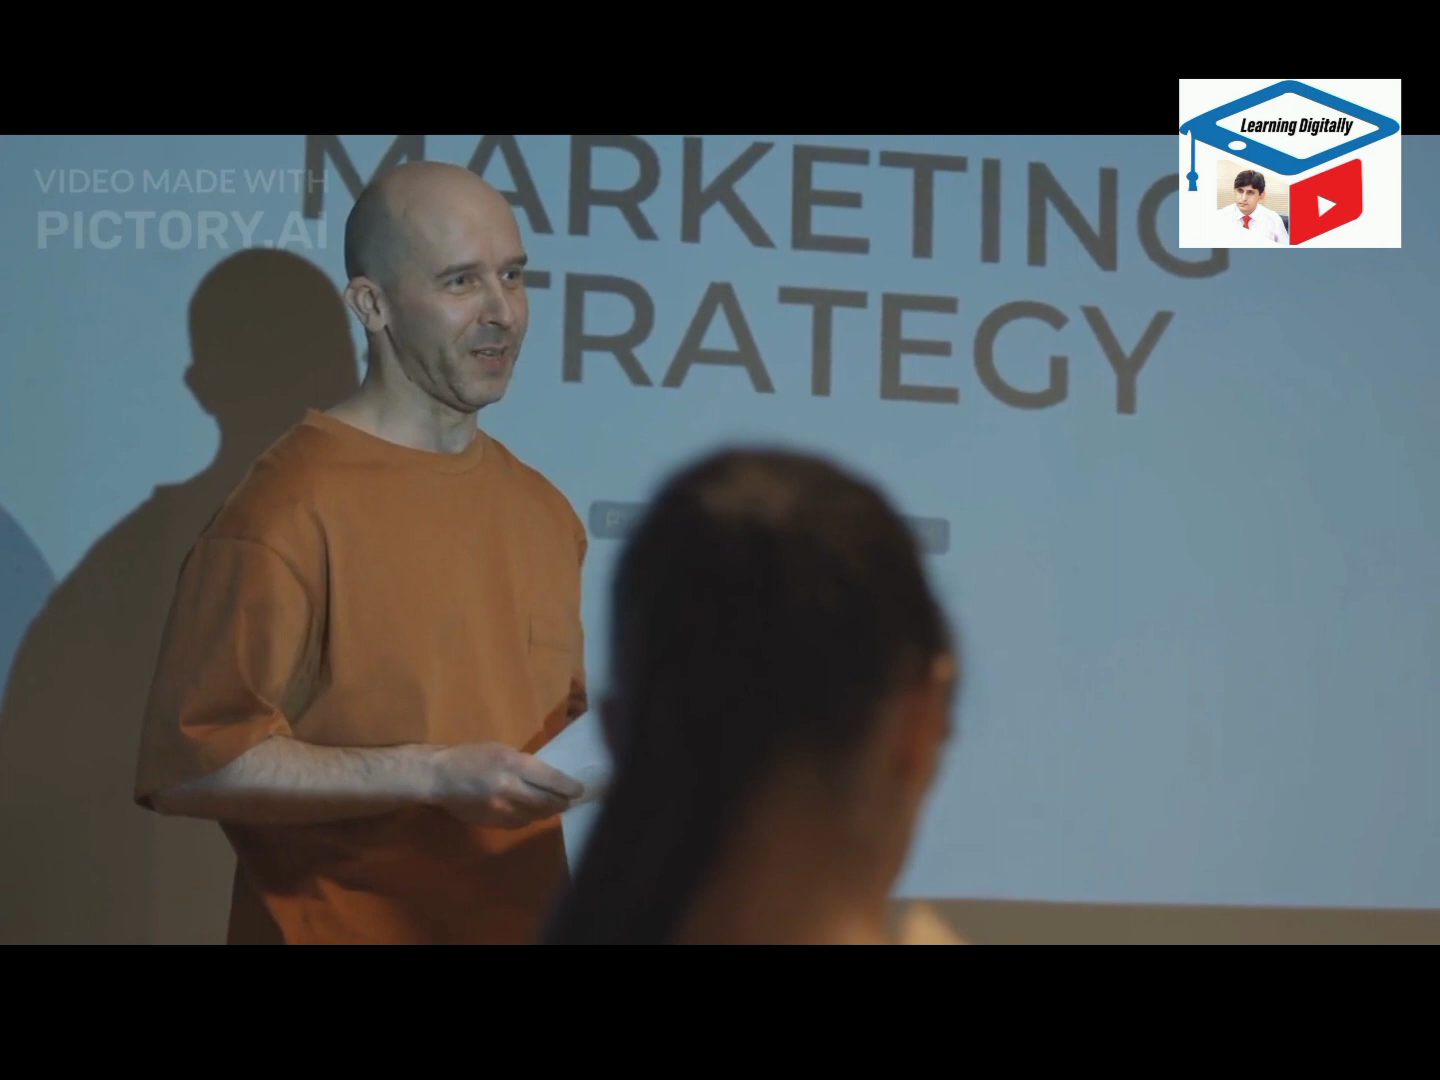 Learning Digitally
VIDEO MADE WITH
PICTORY.AI
MARKETING
TRATEGY